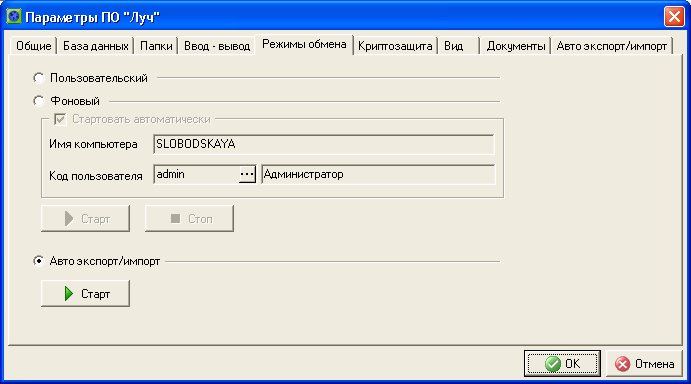 Параметры ПО "Луч"
Общие База данных Папки Ввод - вывод Режимы обмена Криптозащита Вид Документы Авто экспорт/импорт
Пользовательский
Фоновый
Стартовать автоматически
Имя компьютера SLOBODSKAYA
Код пользователя admin ... Администратор
Старт Стоп
Авто экспорт/импорт
Старт
OK Отмена